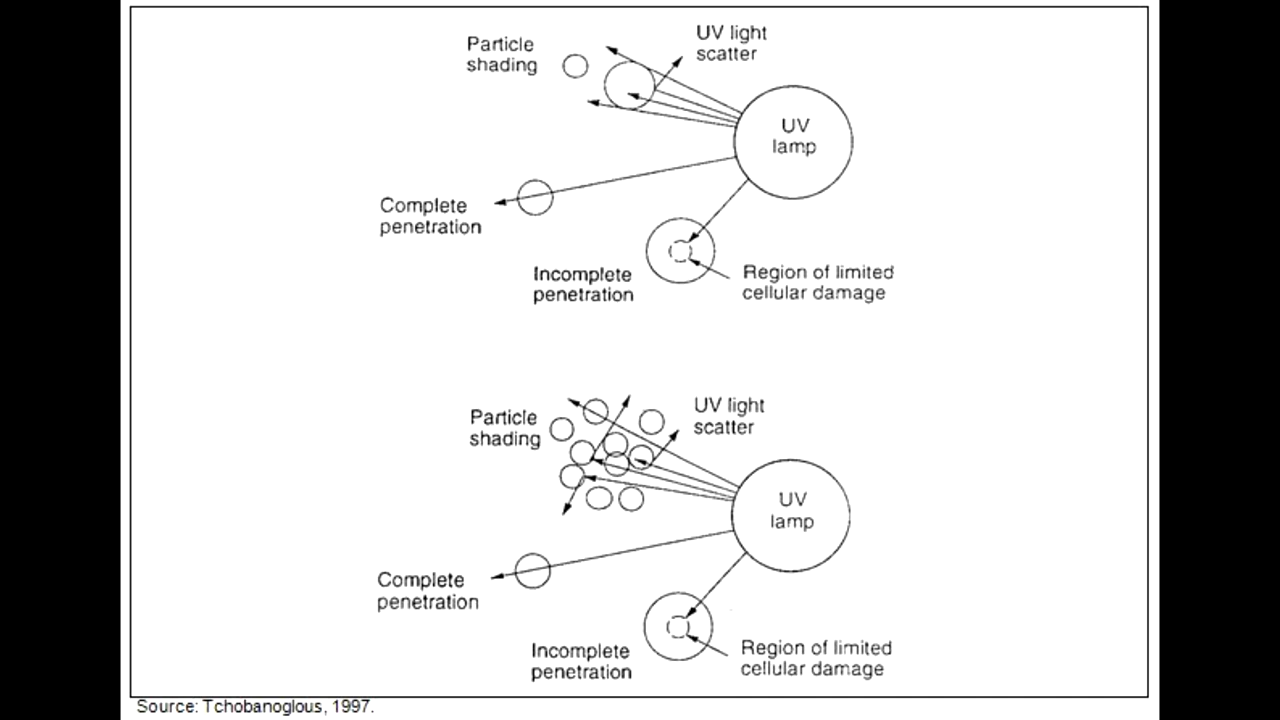 Particle
shading
UV light
scatter
UV
lamp
Complete
penetration
Incomplete
penetration
Region of limited
cellular damage
Particle
shading
UV light
scatter
UV
lamp
Complete
penetration
Incomplete
penetration
Region of limited
cellular damage
Source: Tchobanoglous, 1997.